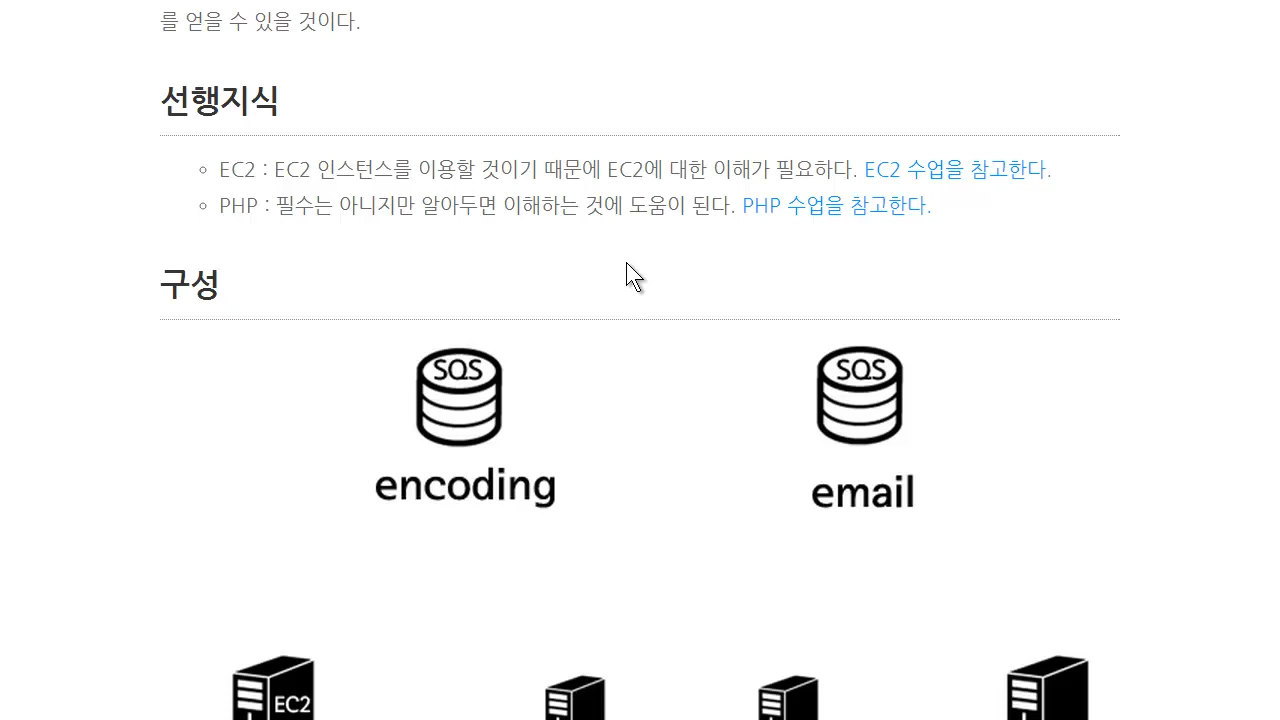 를 얻을 수 있을 것이다.
선행지식
EC2 : EC2 인스턴스를 이용할 것이기 때문에 EC2에 대한 이해가 필요하다. EC2 수업을 참고한다.
PHP : 필수는 아니지만 알아두면 이해하는 것에 도움이 된다. PHP 수업을 참고한다.
구성
SQS SQS
encoding email
EC2